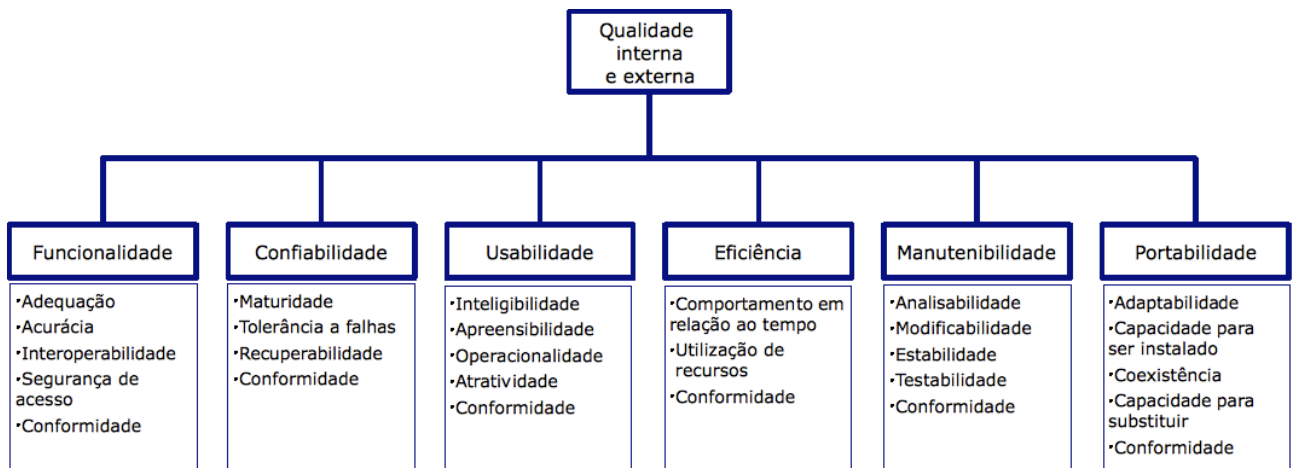 Qualidade
interna
e externa
Funcionalidade
·Adequação
·Acurácia
·Interoperabilidade
·Segurança de
acesso
·Conformidade
Confiabilidade
·Maturidade
·Tolerância a falhas
·Recuperabilidade
·Conformidade
Usabilidade
·Inteligibilidade
·Apreensibilidade
·Operacionalidade
·Atratividade
·Conformidade
Eficiência
·Comportamento em
relação ao tempo
·Utilização de
recursos
·Conformidade
Manutenibilidade
·Analisabilidade
·Modificabilidade
·Estabilidade
·Testabilidade
·Conformidade
Portabilidade
·Adaptabilidade
·Capacidade para
ser instalado
·Coexistência
·Capacidade para
substituir
·Conformidade